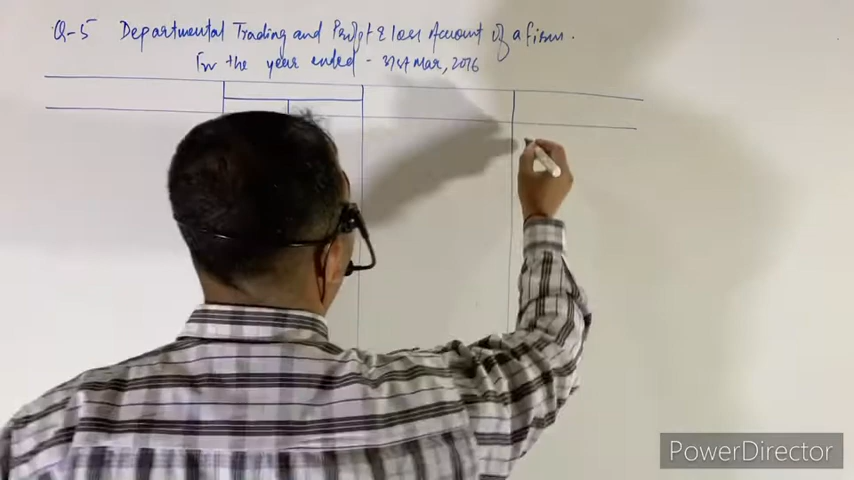 Q-5 Departmental Trading and Profit & loss Account of a firm.
For the year ended - 31st Mar, 2016
PowerDirector